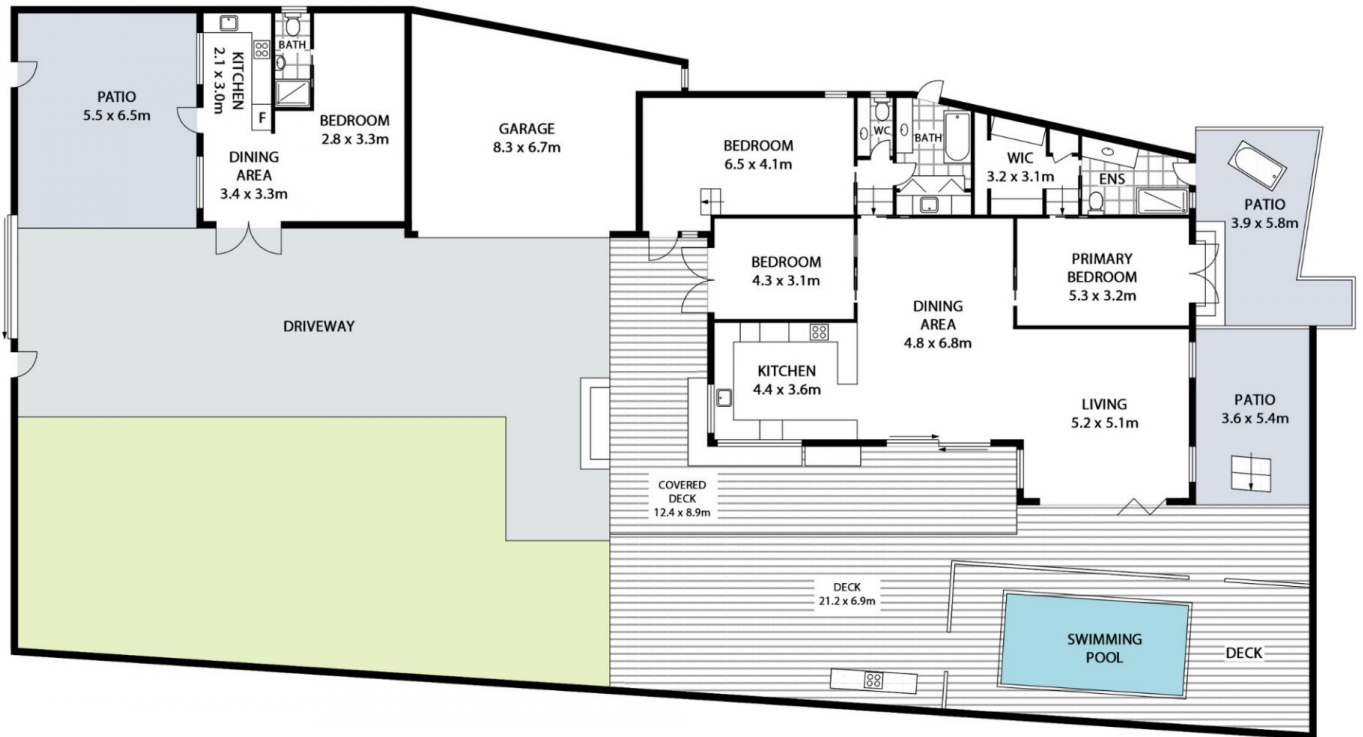 PATIO
5.5 x 6.5m
KITCHEN
2.1 x 3.0m
BATH
F
BEDROOM
2.8 x 3.3m
DINING
AREA
3.4 x 3.3m
GARAGE
8.3 x 6.7m
BEDROOM
6.5 x 4.1m
WC
BATH
WIC
3.2 x 3.1m
ENS
PATIO
3.9 x 5.8m
BEDROOM
4.3 x 3.1m
PRIMARY
BEDROOM
5.3 x 3.2m
DINING
AREA
4.8 x 6.8m
DRIVEWAY
KITCHEN
4.4 x 3.6m
LIVING
5.2 x 5.1m
PATIO
3.6 x 5.4m
COVERED
DECK
12.4 x 8.9m
DECK
21.2 x 6.9m
SWIMMING
POOL
DECK